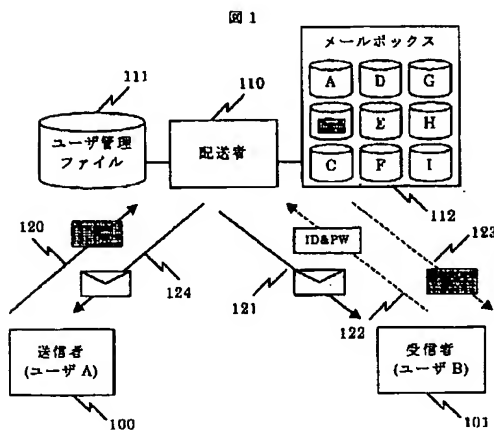 図 1
メールボックス
111
110
A
D
G
ユーザ管理
ファイル
配送者
E
H
C
F
I
112
120
124
ID&PW
123
121
122
送信者
(ユーザ A)
受信者
(ユーザ B)
100
101